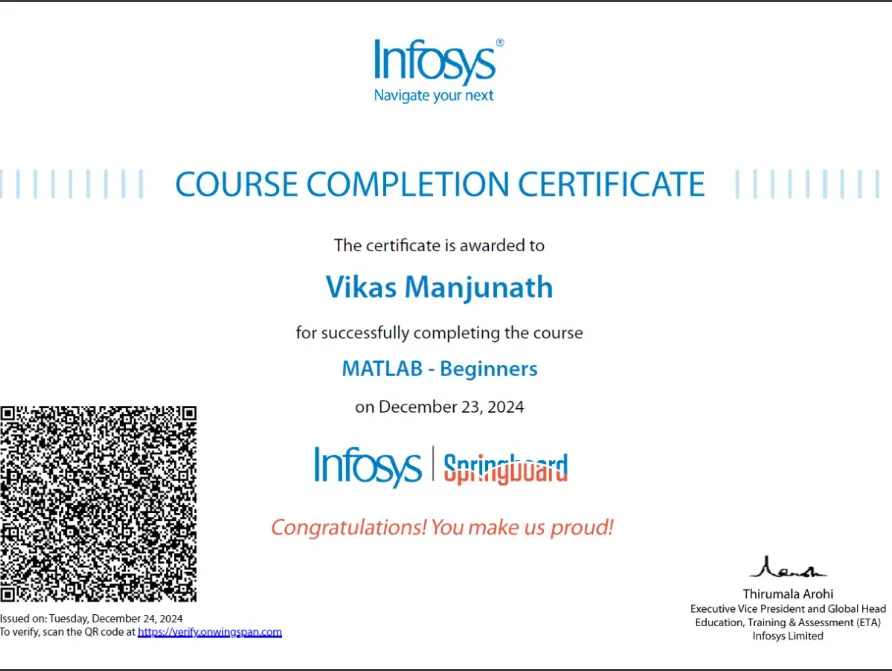 Infosys®
Navigate your next
COURSE COMPLETION CERTIFICATE
The certificate is awarded to
Vikas Manjunath
for successfully completing the course
MATLAB - Beginners
on December 23, 2024
Infosys | Springboard
Congratulations! You make us proud!
Thirumala Arohi
Executive Vice President and Global Head
Education, Training & Assessment (ETA)
Infosys Limited
Issued on: Tuesday, December 24, 2024
To verify, scan the QR code at https://verify.onwingspan.com